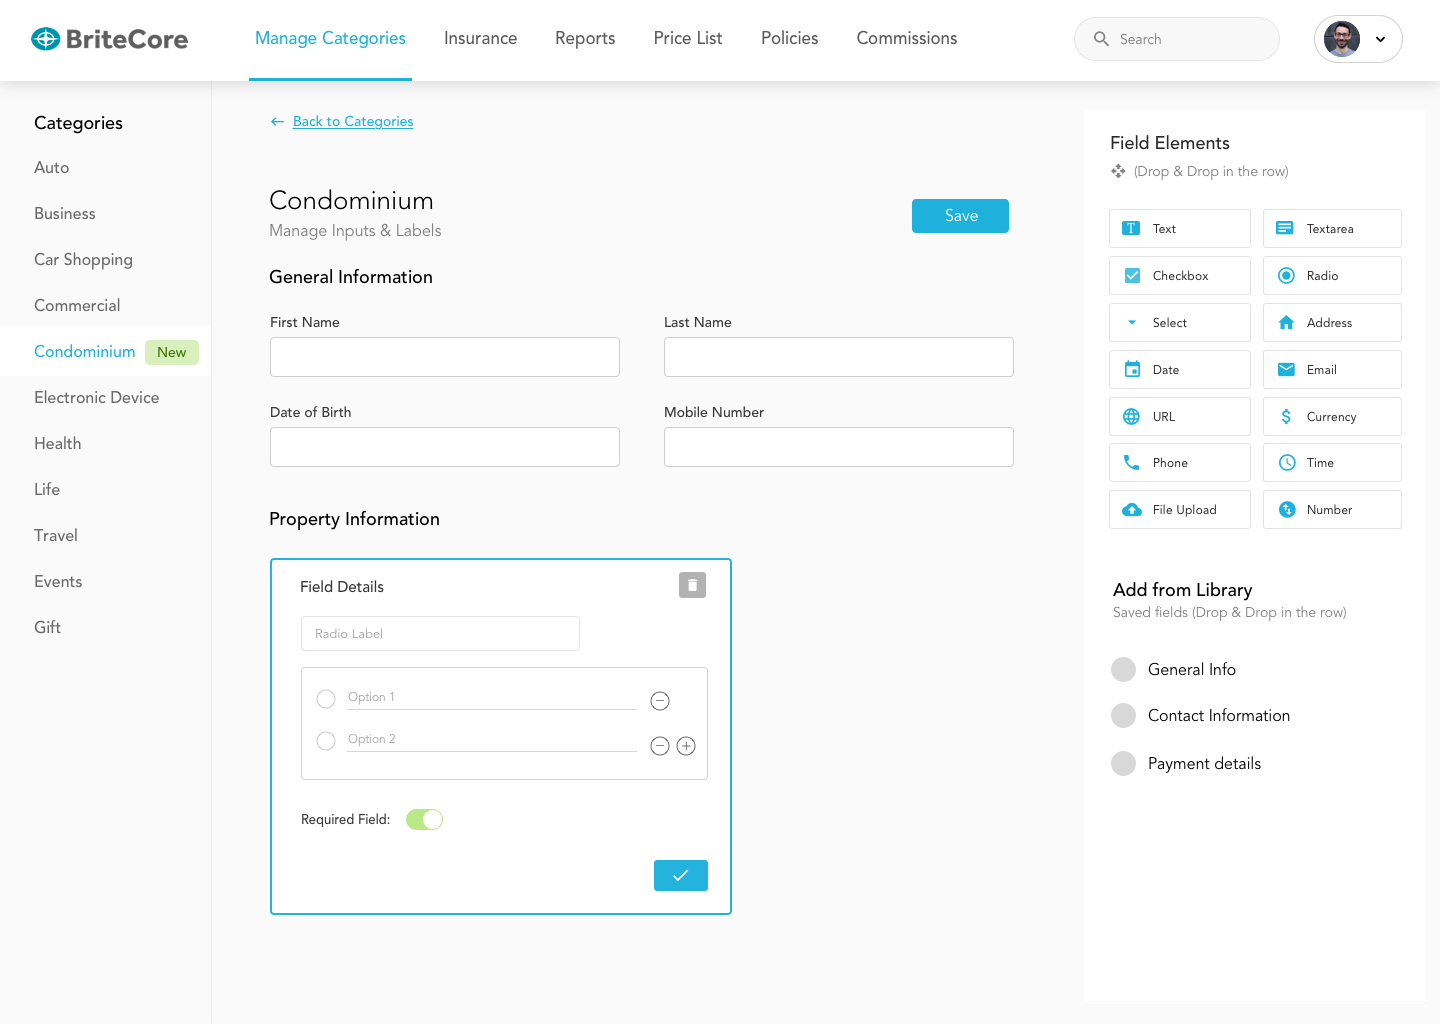 BriteCore
Manage Categories
Insurance
Reports
Price List
Policies
Commissions
Search
Categories
Auto
Business
Car Shopping
Commercial
Condominium
New
Electronic Device
Health
Life
Travel
Events
Gift
Back to Categories
Condominium
Manage Inputs & Labels
Save
General Information
First Name
Last Name
Date of Birth
Mobile Number
Property Information
Field Details
Radio Label
Option 1
Option 2
Required Field:
Field Elements
(Drop & Drop in the row)
Text
Textarea
Checkbox
Radio
Select
Address
Date
Email
URL
Currency
Phone
Time
File Upload
Number
Add from Library
Saved fields (Drop & Drop in the row)
General Info
Contact Information
Payment details